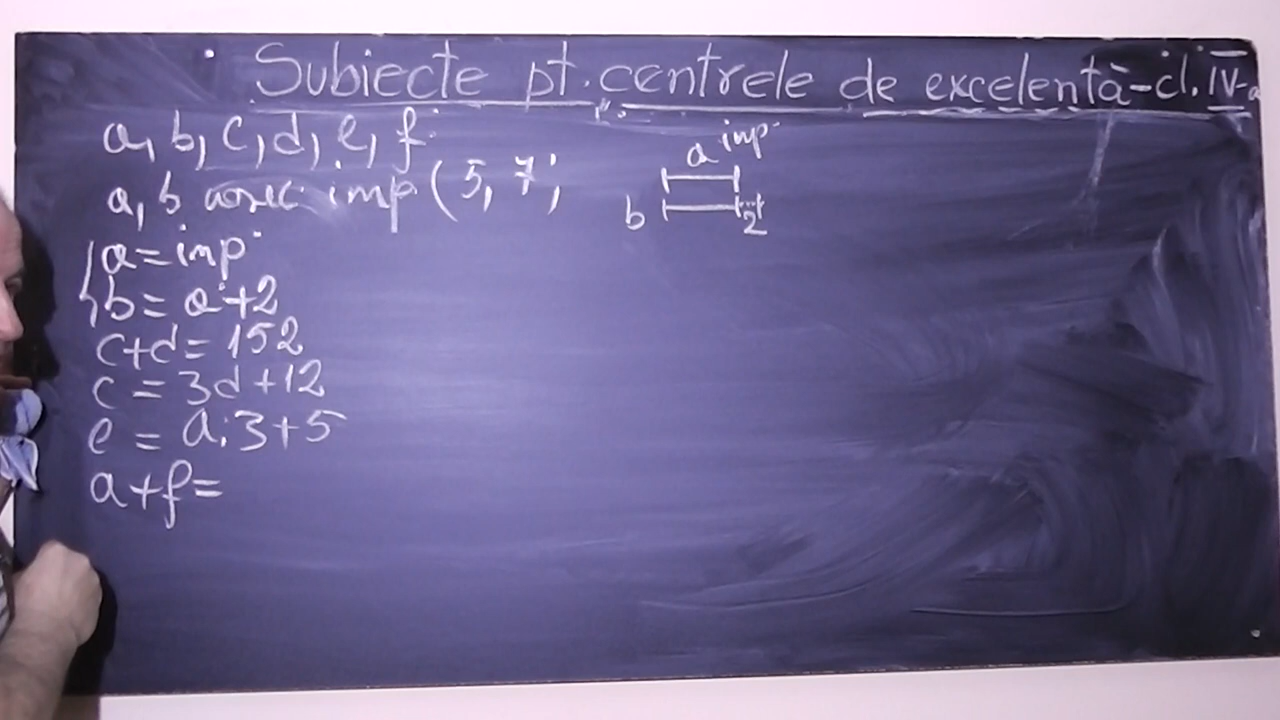 Subiecte pt. centrele de excelență-cl. IV-a
a, b, c, d, e, f
a, b consec. imp. (5, 7;
a = imp
b = a+2
c+d = 152
c = 3d+12
e = a:3+5
a+f=
a imp
b 2